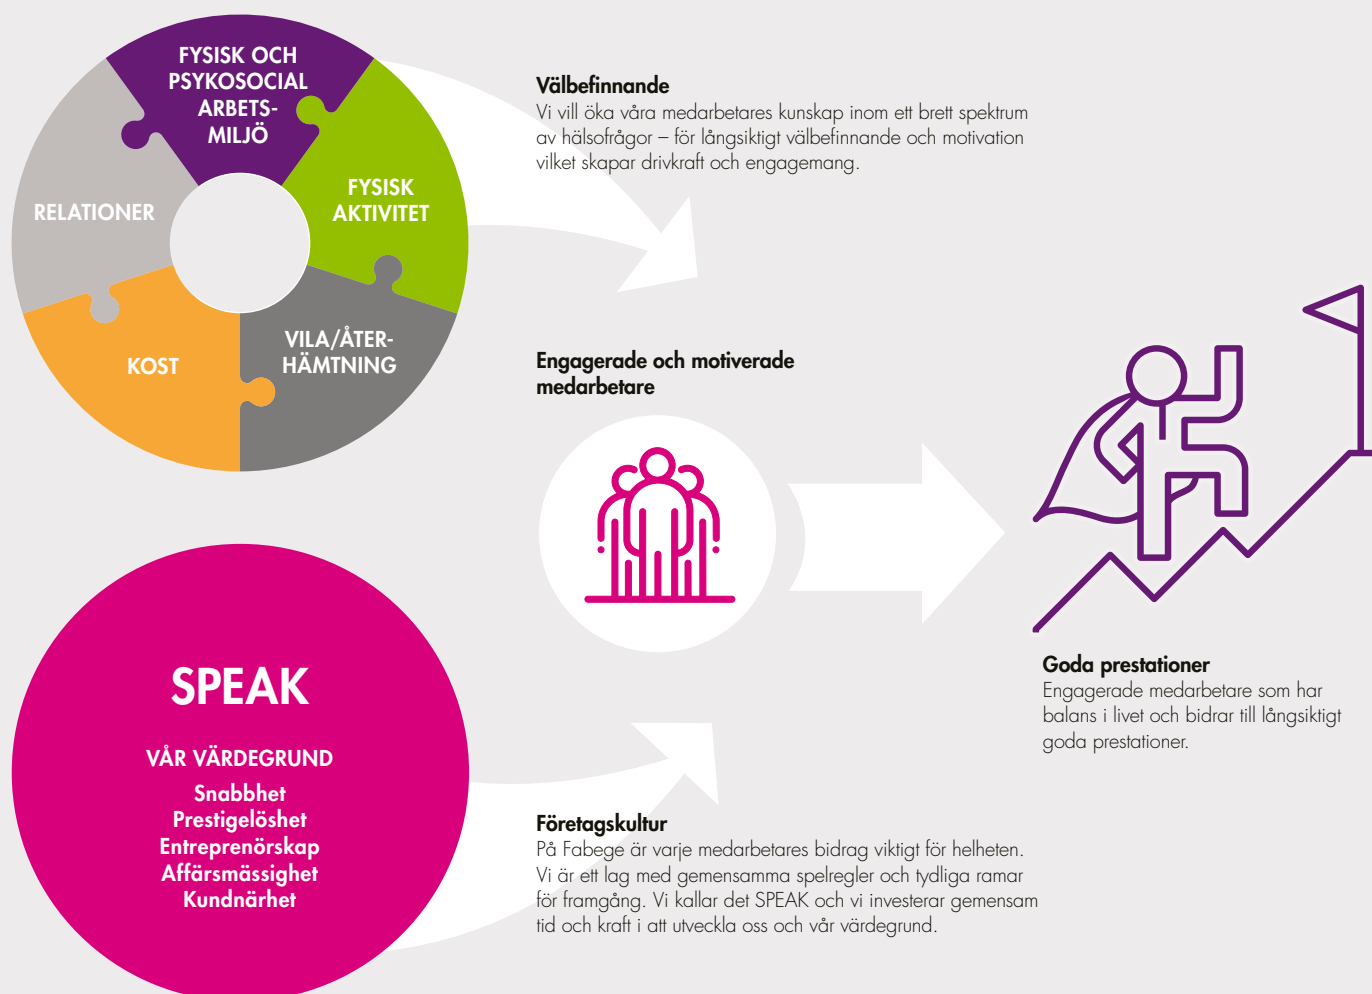 FYSISK OCH
PSYKOSOCIAL
ARBETS-
MILJÖ
FYSISK
AKTIVITET
RELATIONER
VILA/ÅTER-
HÄMTNING
KOST
Välbefinnande
Vi vill öka våra medarbetares kunskap inom ett brett spektrum
av hälsofrågor – för långsiktigt välbefinnande och motivation
vilket skapar drivkraft och engagemang.
Engagerade och motiverade
medarbetare
Goda prestationer
Engagerade medarbetare som har
balans i livet och bidrar till långsiktigt
goda prestationer.
SPEAK
VÅR VÄRDEGRUND
Snabbhet
Prestigelöshet
Entreprenörskap
Affärsmässighet
Kundnärhet
Företagskultur
På Fabege är varje medarbetares bidrag viktigt för helheten.
Vi är ett lag med gemensamma spelregler och tydliga ramar
för framgång. Vi kallar det SPEAK och vi investerar gemensam
tid och kraft i att utveckla oss och vår värdegrund.